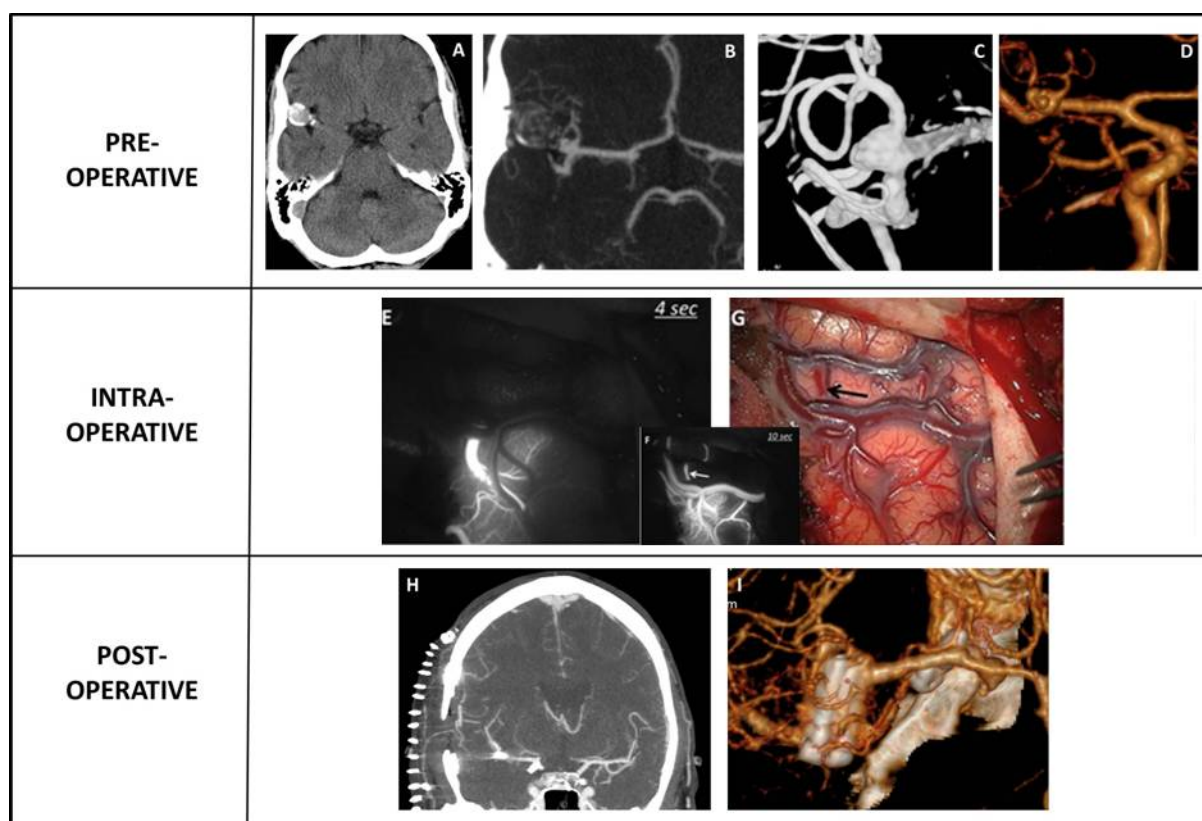 PRE-
OPERATIVE
A
B
C
D
INTRA-
OPERATIVE
E
4 sec
F
10 sec
G
POST-
OPERATIVE
H
I
m